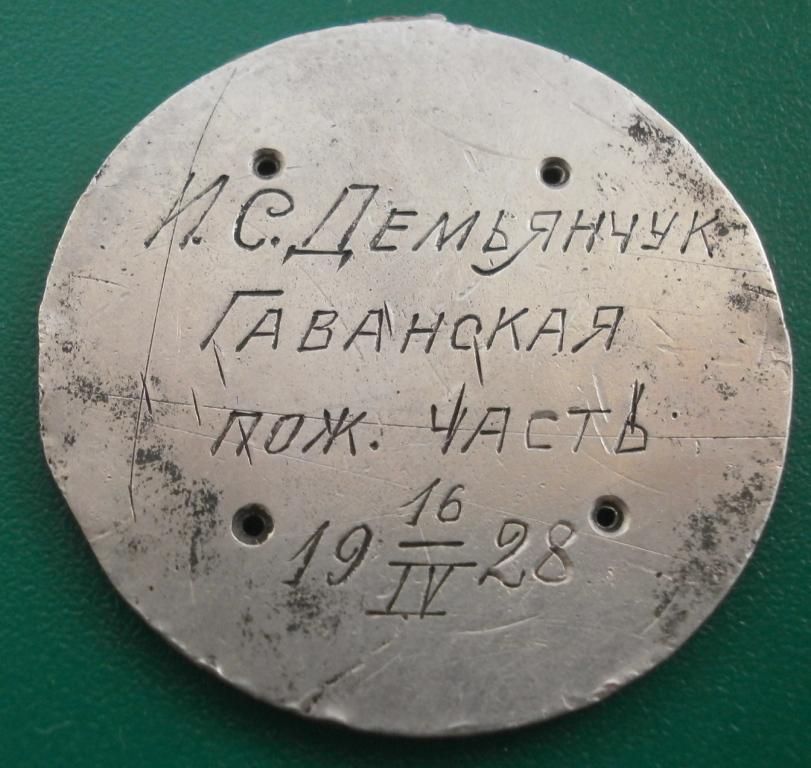 И. С. Демьянчук
Гаванская
пож. часть
19 16/IV 28